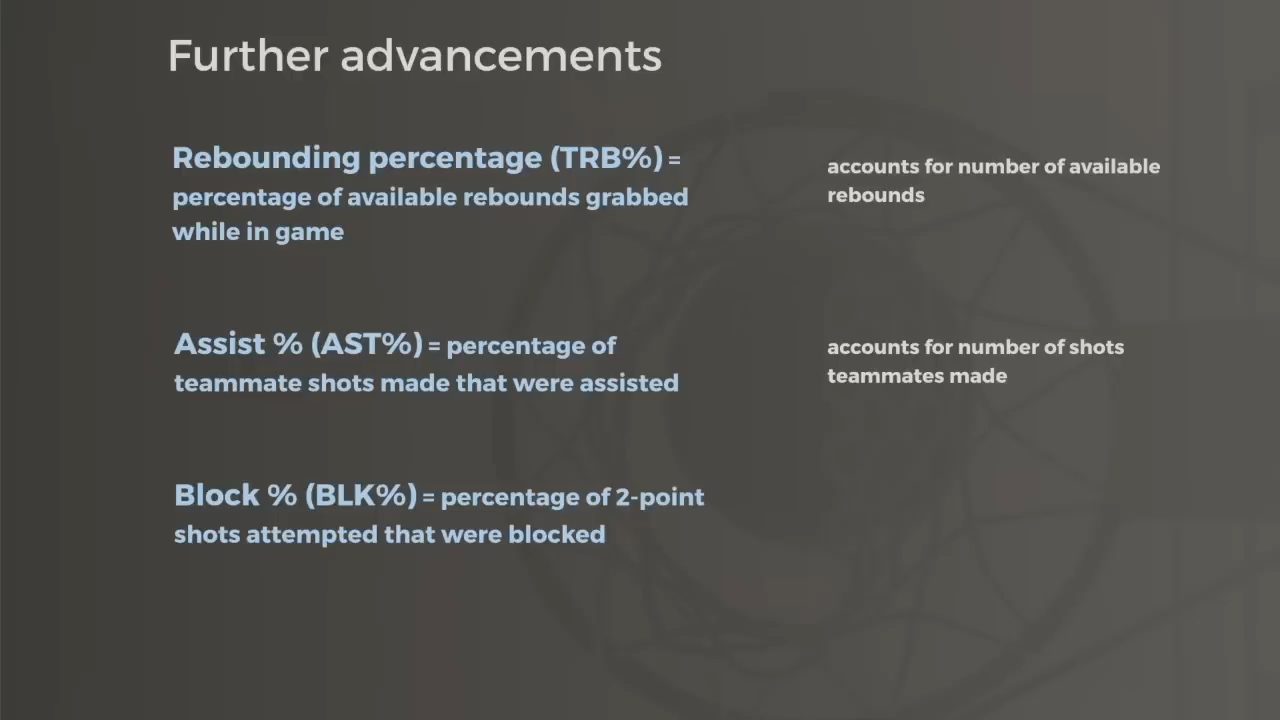 Further advancements
Rebounding percentage (TRB%) =
percentage of available rebounds grabbed
while in game
accounts for number of available
rebounds
Assist % (AST%) = percentage of
teammate shots made that were assisted
accounts for number of shots
teammates made
Block % (BLK%) = percentage of 2-point
shots attempted that were blocked